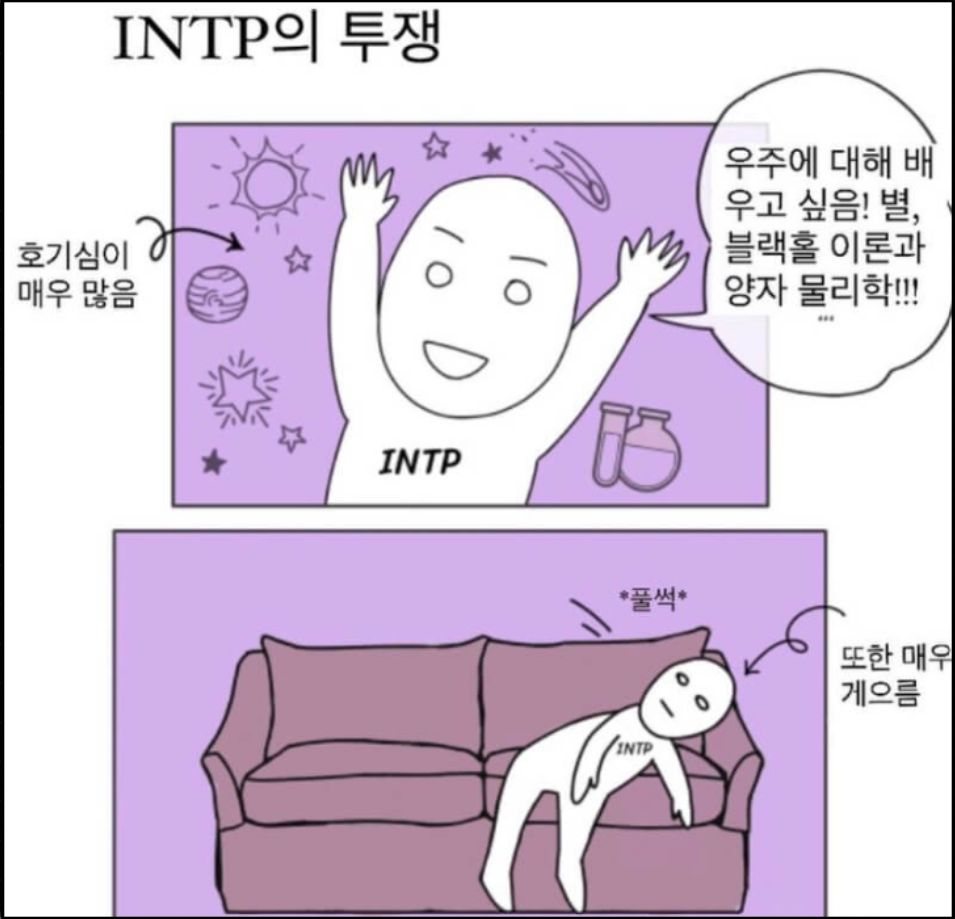 INTP의 투쟁
우주에 대해 배
우고 싶음! 별,
블랙홀 이론과
양자 물리학!!!
...
호기심이
매우 많음
INTP
*풀썩*
또한 매우
게으름
INTP